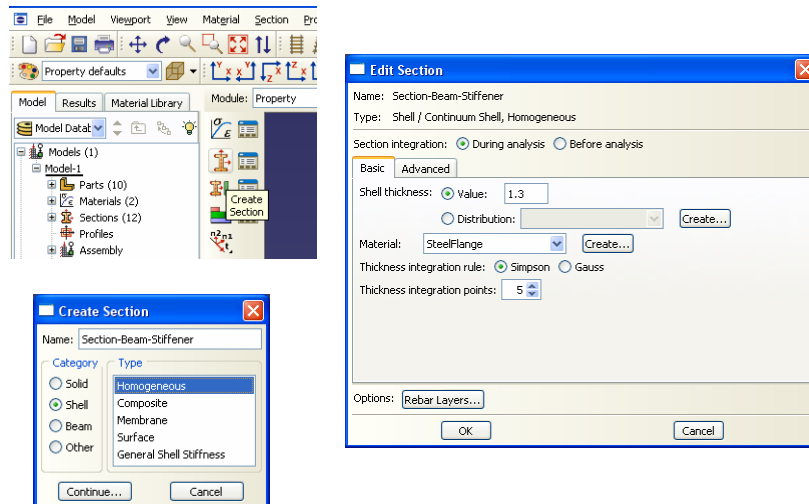 File Model Viewport View Material Section
Property defaults
Model Results Material Library Module: Property
Model Datat
Models (1)
Model-1
Parts (10)
Materials (2)
Sections (12)
Profiles
Assembly
Create
Section
Create Section
Name: Section-Beam-Stiffener
Category Type
Solid Homogeneous
Shell Composite
Beam Membrane
Other Surface
General Shell Stiffness
Continue... Cancel
Edit Section
Name: Section-Beam-Stiffener
Type: Shell / Continuum Shell, Homogeneous
Section integration: During analysis Before analysis
Basic Advanced
Shell thickness: Value: 1.3
Distribution: Create...
Material: SteelFlange Create...
Thickness integration rule: Simpson Gauss
Thickness integration points: 5
Options: Rebar Layers...
OK Cancel